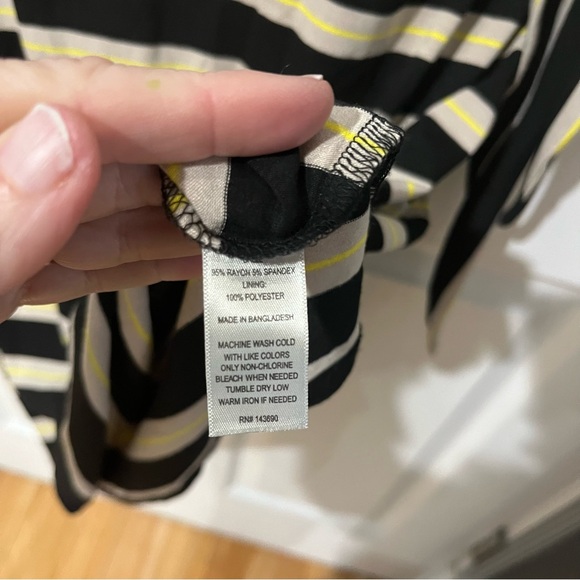 95% RAYON 5% SPANDEX
LINING:
100% POLYESTER
MADE IN BANGLADESH
MACHINE WASH COLD
WITH LIKE COLORS
ONLY NON-CHLORINE
BLEACH WHEN NEEDED
TUMBLE DRY LOW
WARM IRON IF NEEDED
RN# 143690